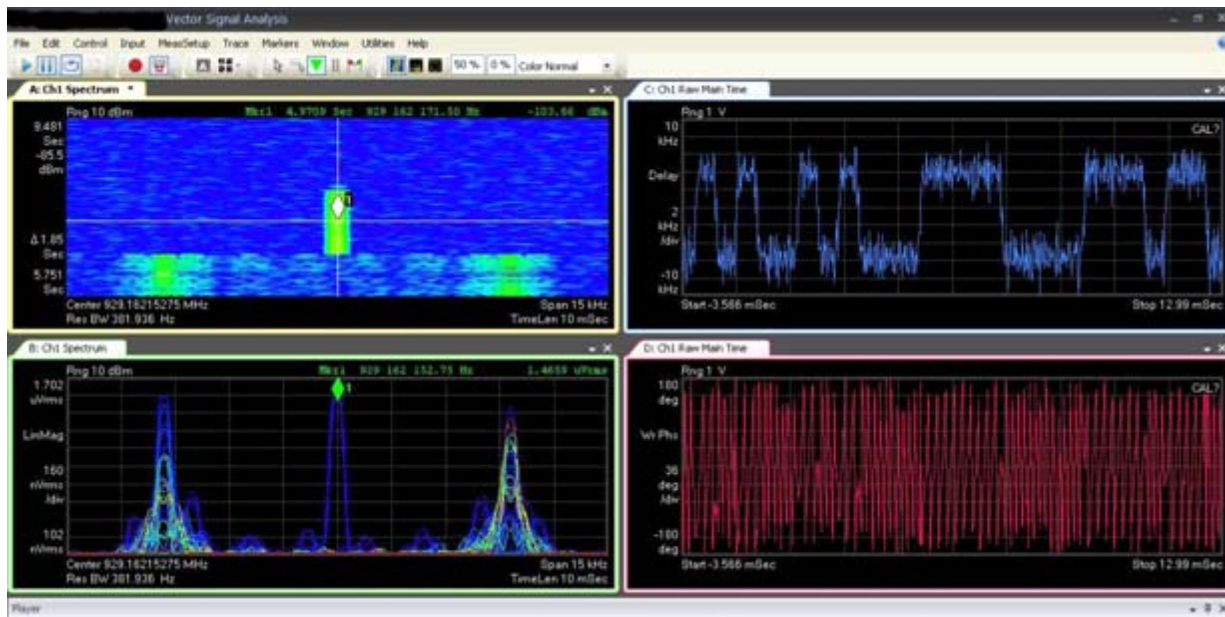 Vector Signal Analysis
File Edit Control Input MeasSetup Trace Markers Window Utilities Help
50 % 0 % Color Normal
A: Ch1 Spectrum *
Rng 10 dBm Mkr1 4.9709 Sec 929 162 171.50 Hz -103.66 dBm
9.481
Sec
-85.5
dBm
1
Δ 1.85
Sec
5.751
Sec
Center 929.16215275 MHz Span 15 kHz
Res BW 381.936 Hz TimeLen 10 mSec
C: Ch1 Raw Main Time
Rng 1 V
10
kHz
CAL?
Delay
2
kHz
/div
-10
kHz
Start -3.566 mSec Stop 12.99 mSec
B: Ch1 Spectrum
Rng 10 dBm Mkr1 929 162 152.75 Hz 1.4659 uVrms
1.702
uVrms
1
LinMag
160
nVrms
/div
102
nVrms
Center 929.16215275 MHz Span 15 kHz
Res BW 381.936 Hz TimeLen 10 mSec
D: Ch1 Raw Main Time
Rng 1 V
180
deg
CAL?
Wr Phs
36
deg
/div
-180
deg
Start -3.566 mSec Stop 12.99 mSec
Player